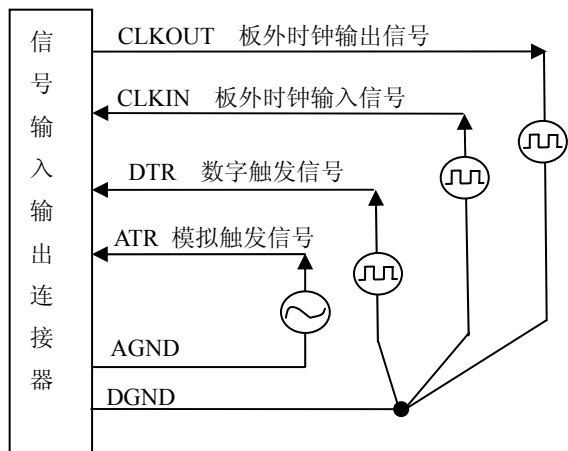 信号输入输出连接器
CLKOUT 板外时钟输出信号
CLKIN 板外时钟输入信号
DTR 数字触发信号
ATR 模拟触发信号
AGND
DGND